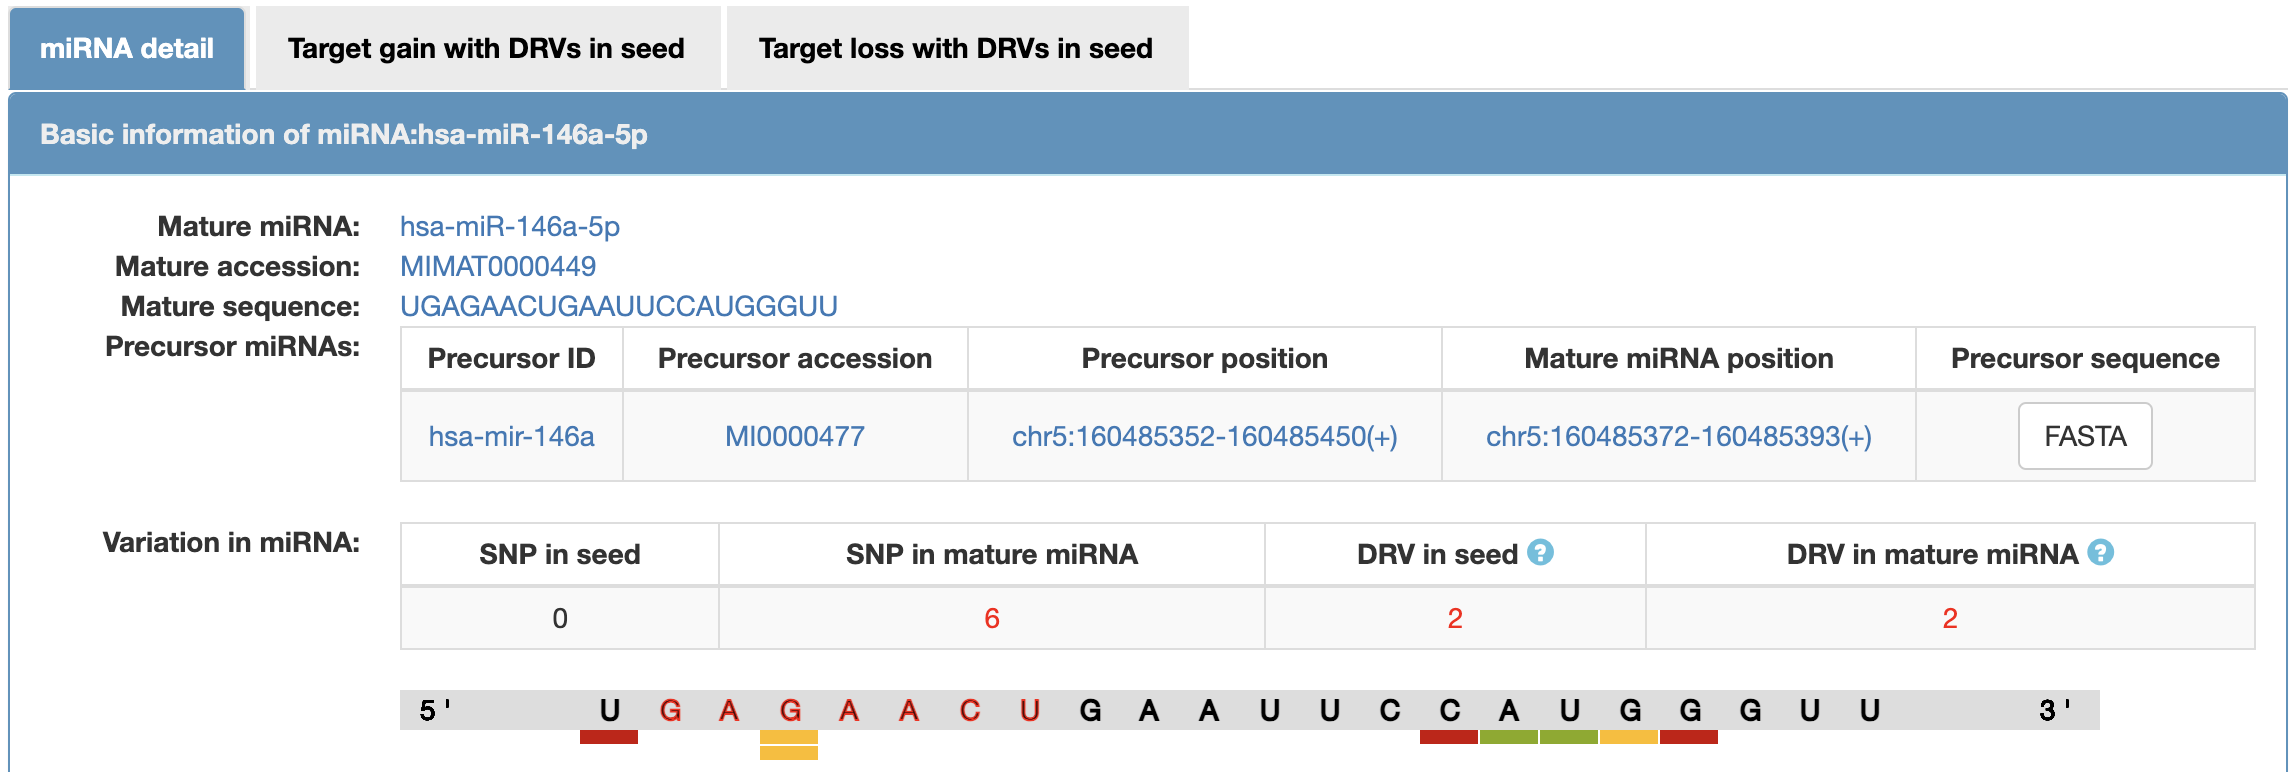 miRNA detail Target gain with DRVs in seed Target loss with DRVs in seed
Basic information of miRNA:hsa-miR-146a-5p
Mature miRNA: hsa-miR-146a-5p
Mature accession: MIMAT0000449
Mature sequence: UGAGAACUGAAUUCCAUGGGUU
Precursor miRNAs:
Precursor ID Precursor accession Precursor position Mature miRNA position Precursor sequence
hsa-mir-146a MI0000477 chr5:160485352-160485450(+) chr5:160485372-160485393(+) FASTA
Variation in miRNA:
SNP in seed SNP in mature miRNA DRV in seed ? DRV in mature miRNA ?
0 6 2 2
5' U G A G A A C U G A A U U C C A U G G G U U 3'